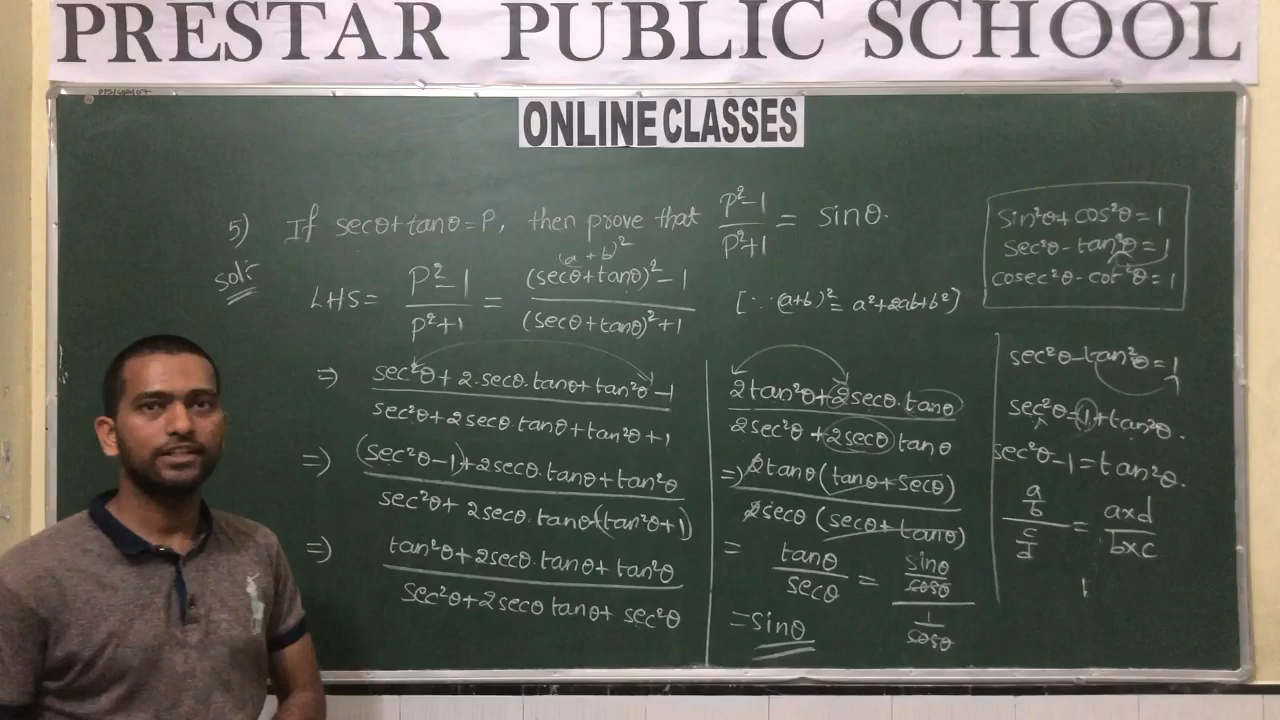 PRESTAR PUBLIC SCHOOL
ONLINE CLASSES
5) If secθ+tanθ=P, then prove that P²-1/P²+1 = sinθ.
sol:-
(a + b)²
LHS = P²-1/P²+1 = (secθ+tanθ)²-1/(secθ+tanθ)²+1
[∵ (a+b)² = a²+2ab+b²]
⇒ sec²θ+2.secθ.tanθ+tan²θ-1
sec²θ+2secθ.tanθ+tan²θ+1
⇒) (sec²θ-1)+2secθ.tanθ+tan²θ
sec²θ+2secθ.tanθ+(tan²θ+1)
⇒) tan²θ+2secθ.tanθ+tan²θ
sec²θ+2secθ tanθ+sec²θ
2tan²θ+2secθ.tanθ
2sec²θ+2secθ tanθ
⇒) 2tanθ(tanθ+secθ)
2secθ(secθ+tanθ)
= tanθ/secθ = sinθ/cosθ
1/cosθ
=sinθ
sin²θ+cos²θ=1
sec²θ-tan²θ=1
cosec²θ-cot²θ=1
sec²θ-tan²θ=1
sec²θ=1+tan²θ.
sec²θ-1=tan²θ.
a/b
c/d = axd/bxc